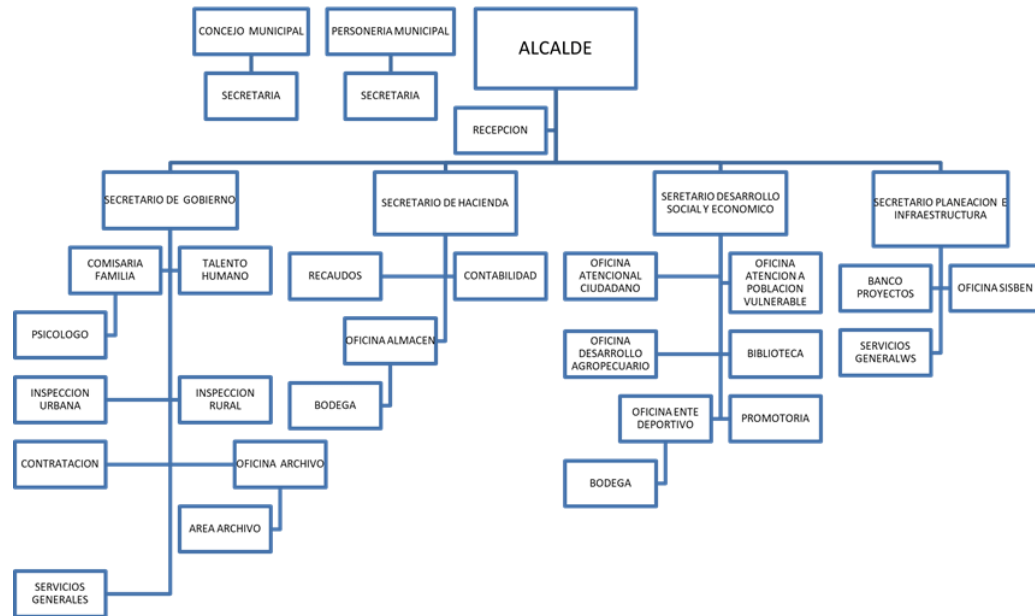 CONCEJO MUNICIPAL
PERSONERIA MUNICIPAL
ALCALDE
SECRETARIA
SECRETARIA
RECEPCION
SECRETARIO DE GOBIERNO
SECRETARIO DE HACIENDA
SERETARIO DESARROLLO
SOCIAL Y ECONOMICO
SECRETARIO PLANEACION E
INFRAESTRUCTURA
COMISARIA
FAMILIA
TALENTO
HUMANO
RECAUDOS
CONTABILIDAD
OFICINA
ATENCIONAL
CIUDADANO
OFICINA
ATENCION A
POBLACION
VULNERABLE
BANCO
PROYECTOS
OFICINA SISBEN
PSICOLOGO
OFICINA ALMACEN
OFICINA
DESARROLLO
AGROPECUARIO
BIBLIOTECA
SERVICIOS
GENERALWS
INSPECCION
URBANA
INSPECCION
RURAL
BODEGA
OFICINA ENTE
DEPORTIVO
PROMOTORIA
CONTRATACION
OFICINA ARCHIVO
BODEGA
AREA ARCHIVO
SERVICIOS
GENERALES